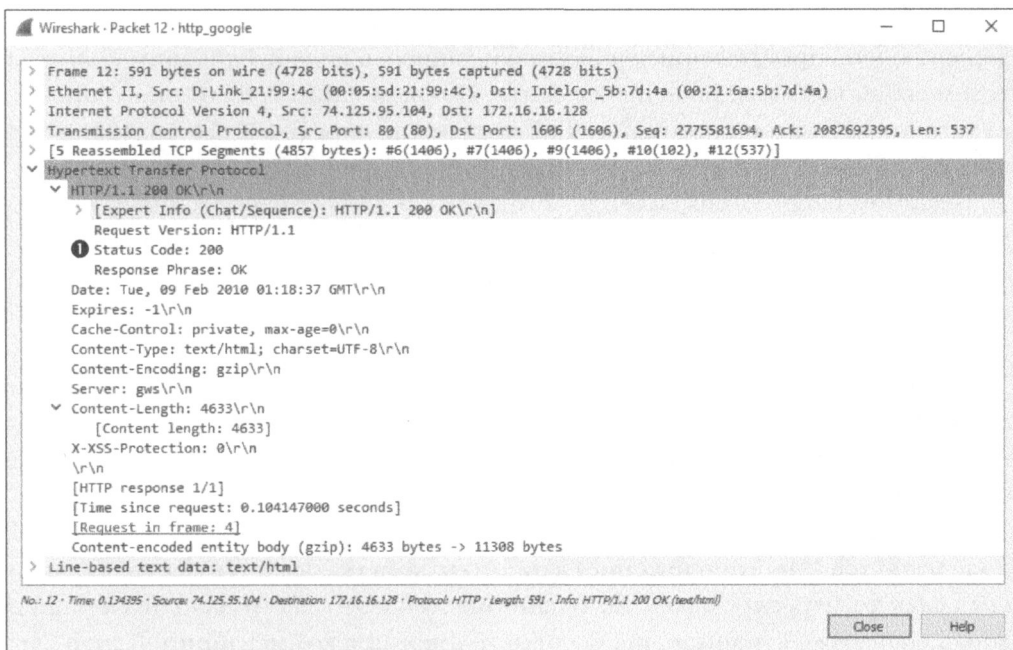 Wireshark · Packet 12 · http_google
> Frame 12: 591 bytes on wire (4728 bits), 591 bytes captured (4728 bits)
> Ethernet II, Src: D-Link_21:99:4c (00:05:5d:21:99:4c), Dst: IntelCor_5b:7d:4a (00:21:6a:5b:7d:4a)
> Internet Protocol Version 4, Src: 74.125.95.104, Dst: 172.16.16.128
> Transmission Control Protocol, Src Port: 80 (80), Dst Port: 1606 (1606), Seq: 2775581694, Ack: 2082692395, Len: 537
> [5 Reassembled TCP Segments (4857 bytes): #6(1406), #7(1406), #9(1406), #10(102), #12(537)]
Hypertext Transfer Protocol
HTTP/1.1 200 OK\r\n
> [Expert Info (Chat/Sequence): HTTP/1.1 200 OK\r\n]
Request Version: HTTP/1.1
❶ Status Code: 200
Response Phrase: OK
Date: Tue, 09 Feb 2010 01:18:37 GMT\r\n
Expires: -1\r\n
Cache-Control: private, max-age=0\r\n
Content-Type: text/html; charset=UTF-8\r\n
Content-Encoding: gzip\r\n
Server: gws\r\n
Content-Length: 4633\r\n
[Content length: 4633]
X-XSS-Protection: 0\r\n
\r\n
[HTTP response 1/1]
[Time since request: 0.104147000 seconds]
[Request in frame: 4]
Content-encoded entity body (gzip): 4633 bytes -> 11308 bytes
> Line-based text data: text/html
No.: 12 · Time: 0.134395 · Source: 74.125.95.104 · Destination: 172.16.16.128 · Protocol: HTTP · Length: 591 · Info: HTTP/1.1 200 OK (text/html)
Close Help